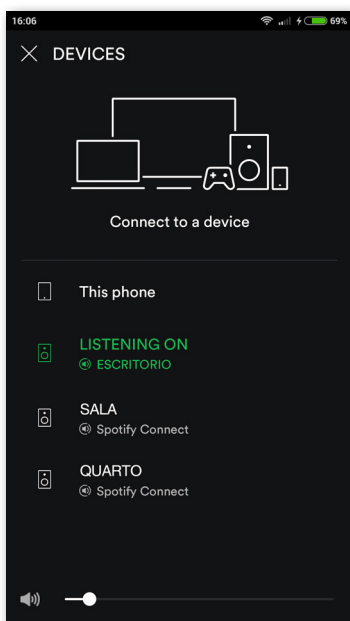 16:06 69%
DEVICES
Connect to a device
This phone
LISTENING ON
ESCRITORIO
SALA
Spotify Connect
QUARTO
Spotify Connect